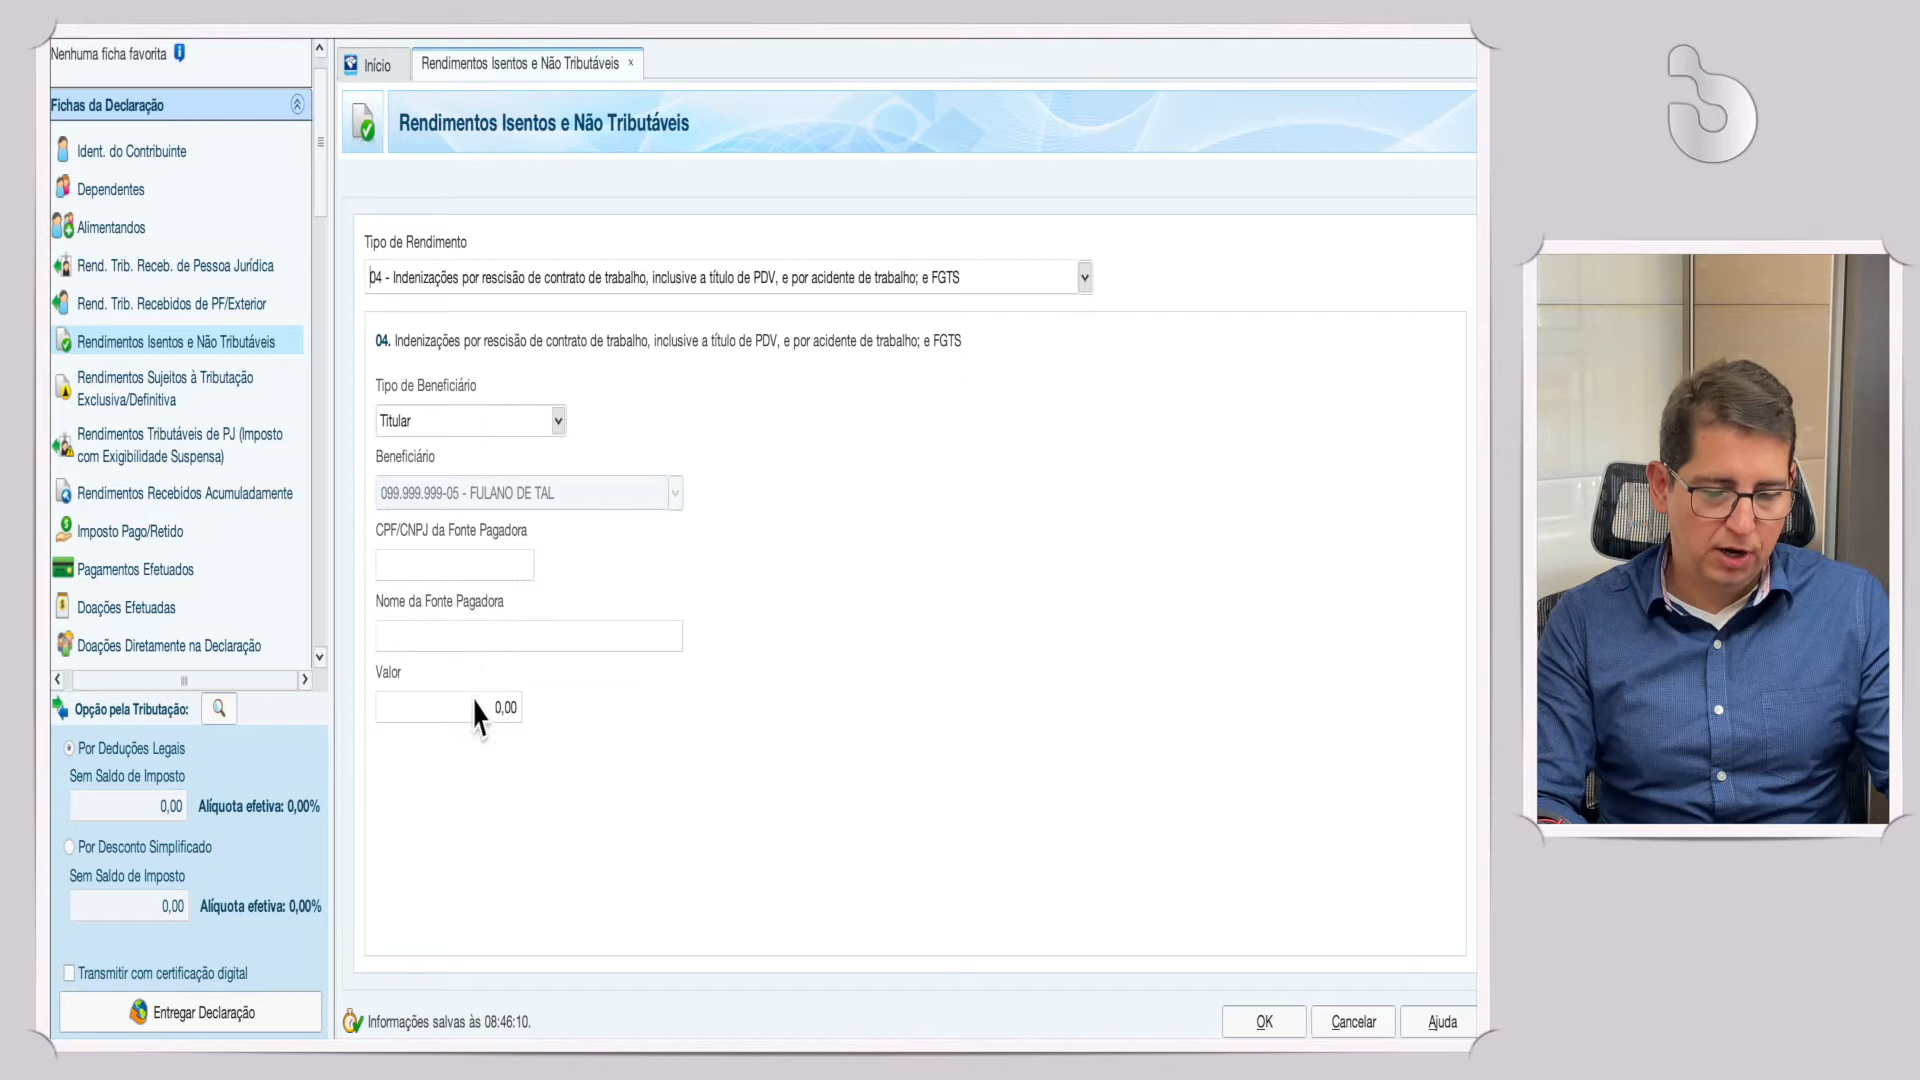 Nenhuma ficha favorita
Fichas da Declaração
Ident. do Contribuinte
Dependentes
Alimentandos
Rend. Trib. Receb. de Pessoa Jurídica
Rend. Trib. Recebidos de PF/Exterior
Rendimentos Isentos e Não Tributáveis
Rendimentos Sujeitos à Tributação
Exclusiva/Definitiva
Rendimentos Tributáveis de PJ (Imposto
com Exigibilidade Suspensa)
Rendimentos Recebidos Acumuladamente
Imposto Pago/Retido
Pagamentos Efetuados
Doações Efetuadas
Doações Diretamente na Declaração
Opção pela Tributação:
Por Deduções Legais
Sem Saldo de Imposto
0,00 Alíquota efetiva: 0,00%
Por Desconto Simplificado
Sem Saldo de Imposto
0,00 Alíquota efetiva: 0,00%
Transmitir com certificação digital
Entregar Declaração
Início
Rendimentos Isentos e Não Tributáveis x
Rendimentos Isentos e Não Tributáveis
Tipo de Rendimento
04 - Indenizações por rescisão de contrato de trabalho, inclusive a título de PDV, e por acidente de trabalho; e FGTS
04. Indenizações por rescisão de contrato de trabalho, inclusive a título de PDV, e por acidente de trabalho; e FGTS
Tipo de Beneficiário
Titular
Beneficiário
099.999.999-05 - FULANO DE TAL
CPF/CNPJ da Fonte Pagadora
Nome da Fonte Pagadora
Valor
0,00
Informações salvas às 08:46:10.
OK
Cancelar
Ajuda